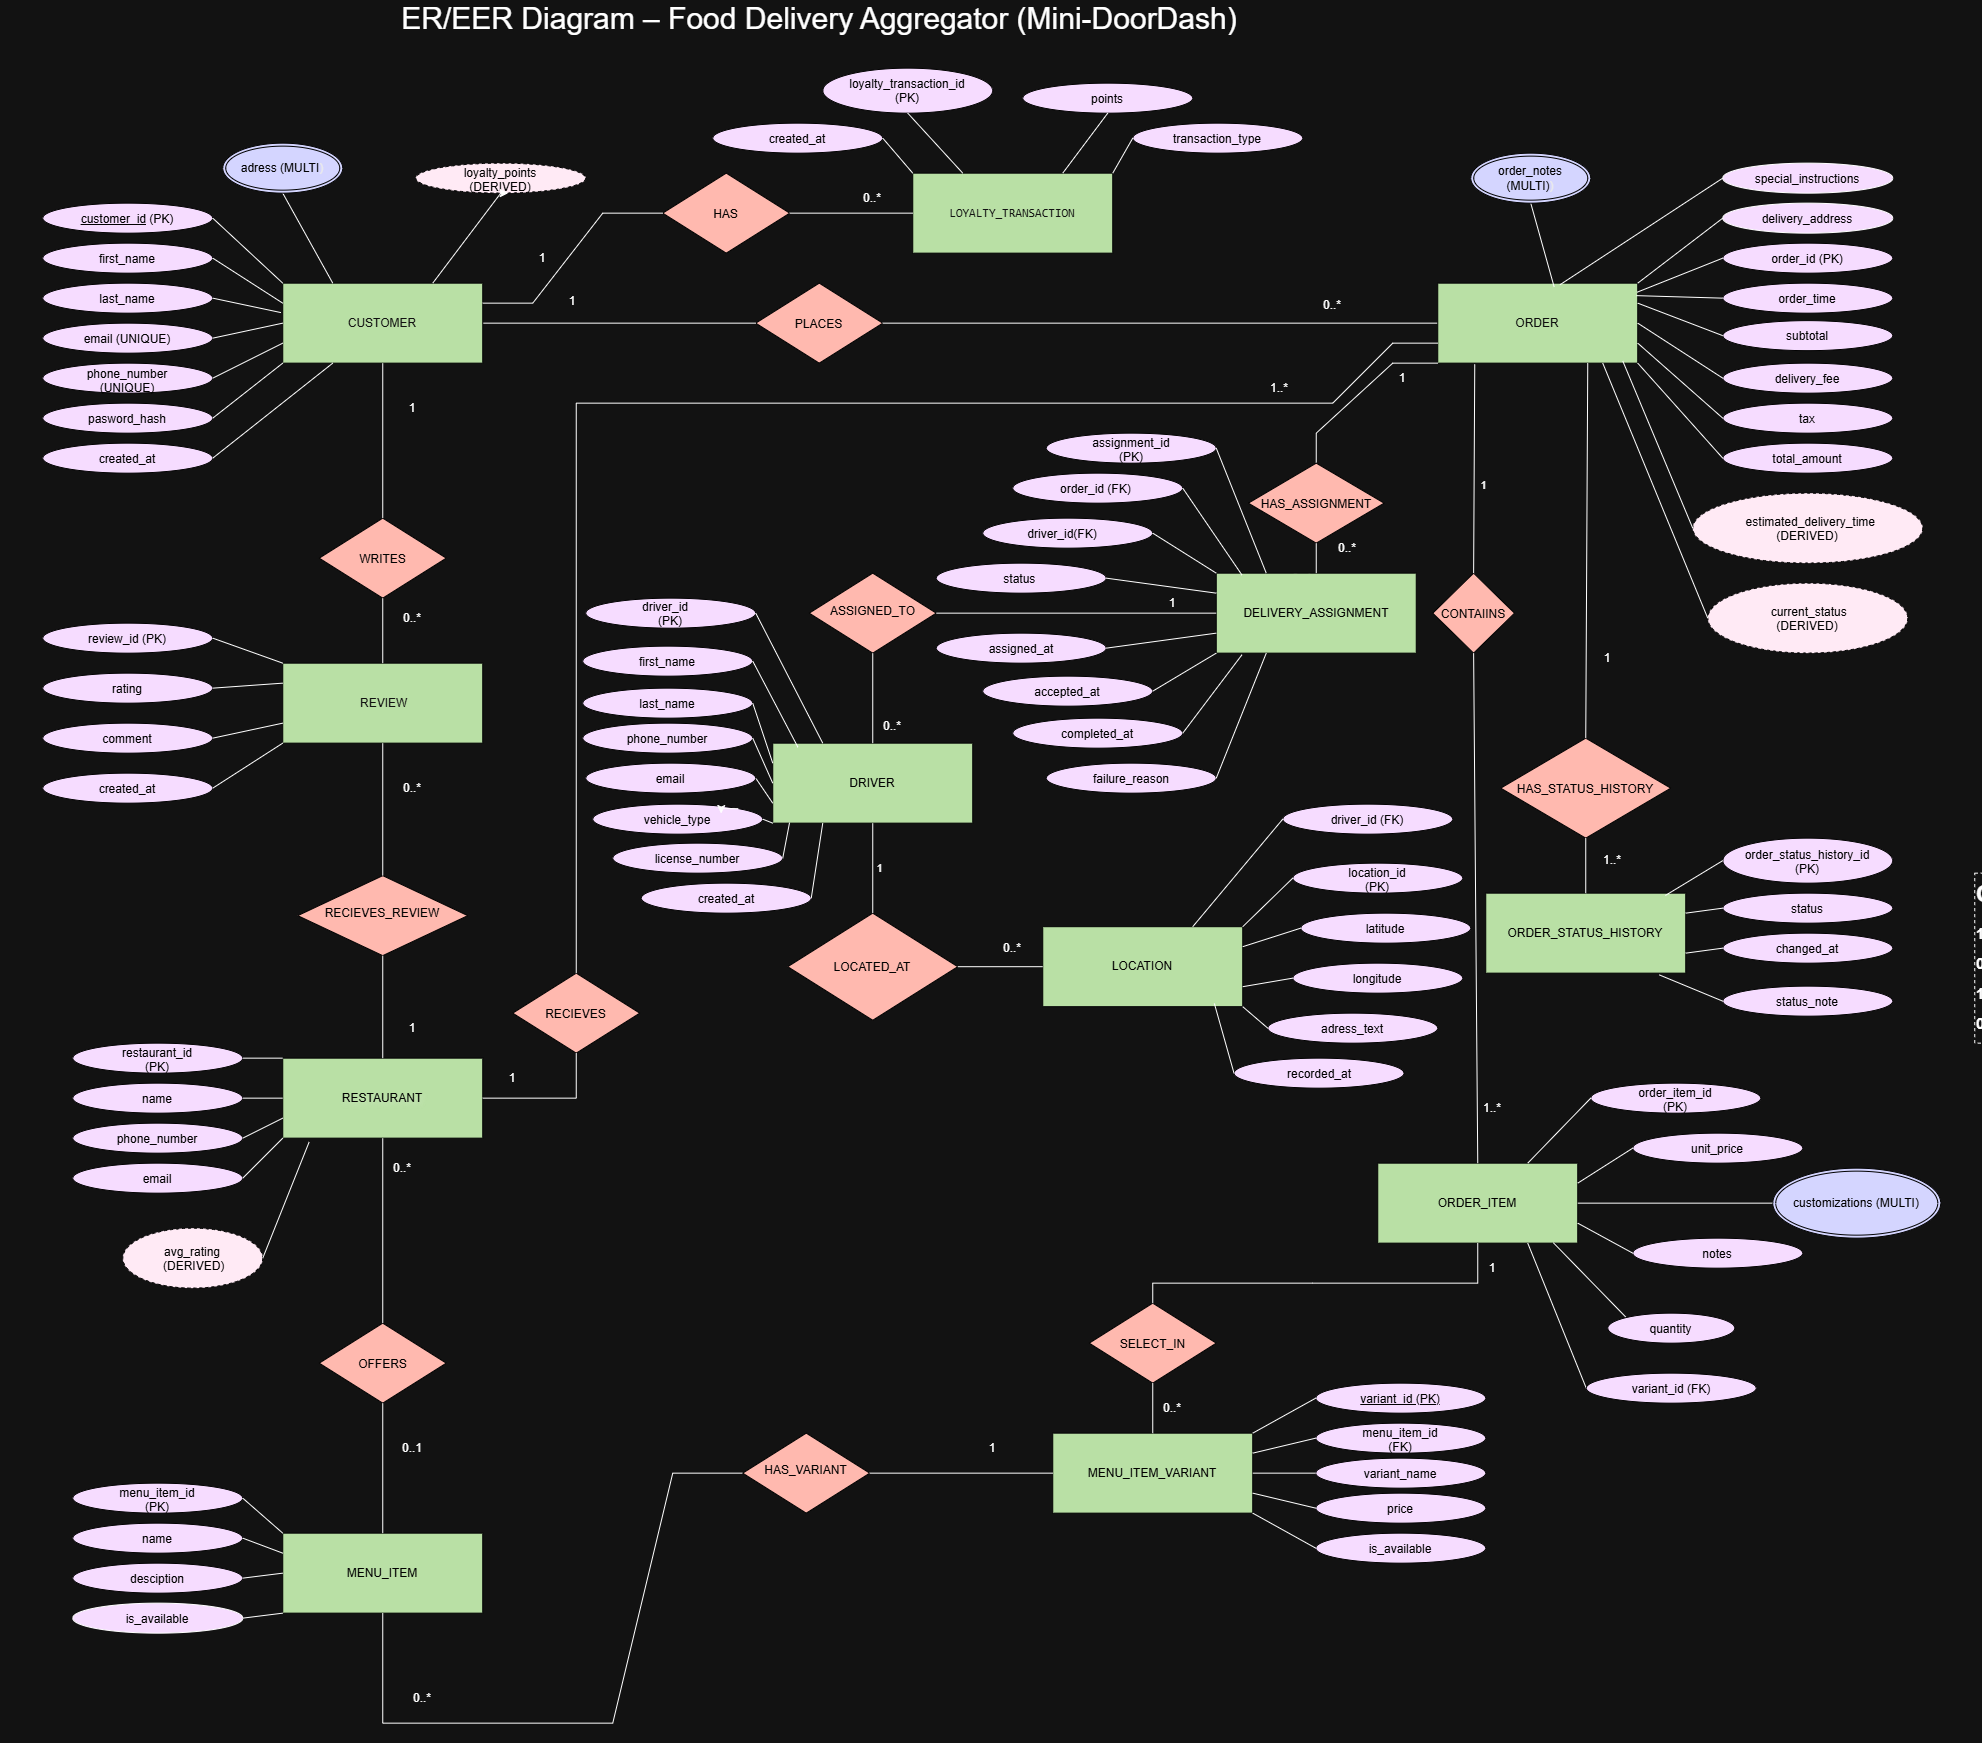 ER/EER Diagram – Food Delivery Aggregator (Mini-DoorDash)
loyalty_transaction_id
(PK)
points
created_at
transaction_type
LOYALTY_TRANSACTION
HAS
0..*
1
adress (MULTI
loyalty_points
(DERIVED)
customer_id (PK)
first_name
last_name
email (UNIQUE)
phone_number
(UNIQUE)
pasword_hash
created_at
CUSTOMER
1
PLACES
0..*
order_notes
(MULTI)
ORDER
special_instructions
delivery_address
order_id (PK)
order_time
subtotal
delivery_fee
tax
total_amount
estimated_delivery_time
(DERIVED)
current_status
(DERIVED)
1..*
1
1
WRITES
0..*
assignment_id
(PK)
order_id (FK)
driver_id(FK)
status
assigned_at
accepted_at
completed_at
failure_reason
HAS_ASSIGNMENT
0..*
DELIVERY_ASSIGNMENT
1
ASSIGNED_TO
0..*
1
CONTAIINS
1..*
1
HAS_STATUS_HISTORY
1..*
review_id (PK)
rating
comment
created_at
REVIEW
0..*
RECIEVES_REVIEW
1
driver_id
(PK)
first_name
last_name
phone_number
email
vehicle_type
license_number
created_at
DRIVER
1
LOCATED_AT
0..*
LOCATION
driver_id (FK)
location_id
(PK)
latitude
longitude
adress_text
recorded_at
ORDER_STATUS_HISTORY
order_status_history_id
(PK)
status
changed_at
status_note
RECIEVES
1
restaurant_id
(PK)
name
phone_number
email
avg_rating
(DERIVED)
RESTAURANT
0..*
OFFERS
0..1
ORDER_ITEM
order_item_id
(PK)
unit_price
customizations (MULTI)
notes
quantity
variant_id (FK)
1
SELECT_IN
0..*
menu_item_id
(PK)
name
desciption
is_available
MENU_ITEM
0..*
HAS_VARIANT
1
MENU_ITEM_VARIANT
variant_id (PK)
menu_item_id
(FK)
variant_name
price
is_available